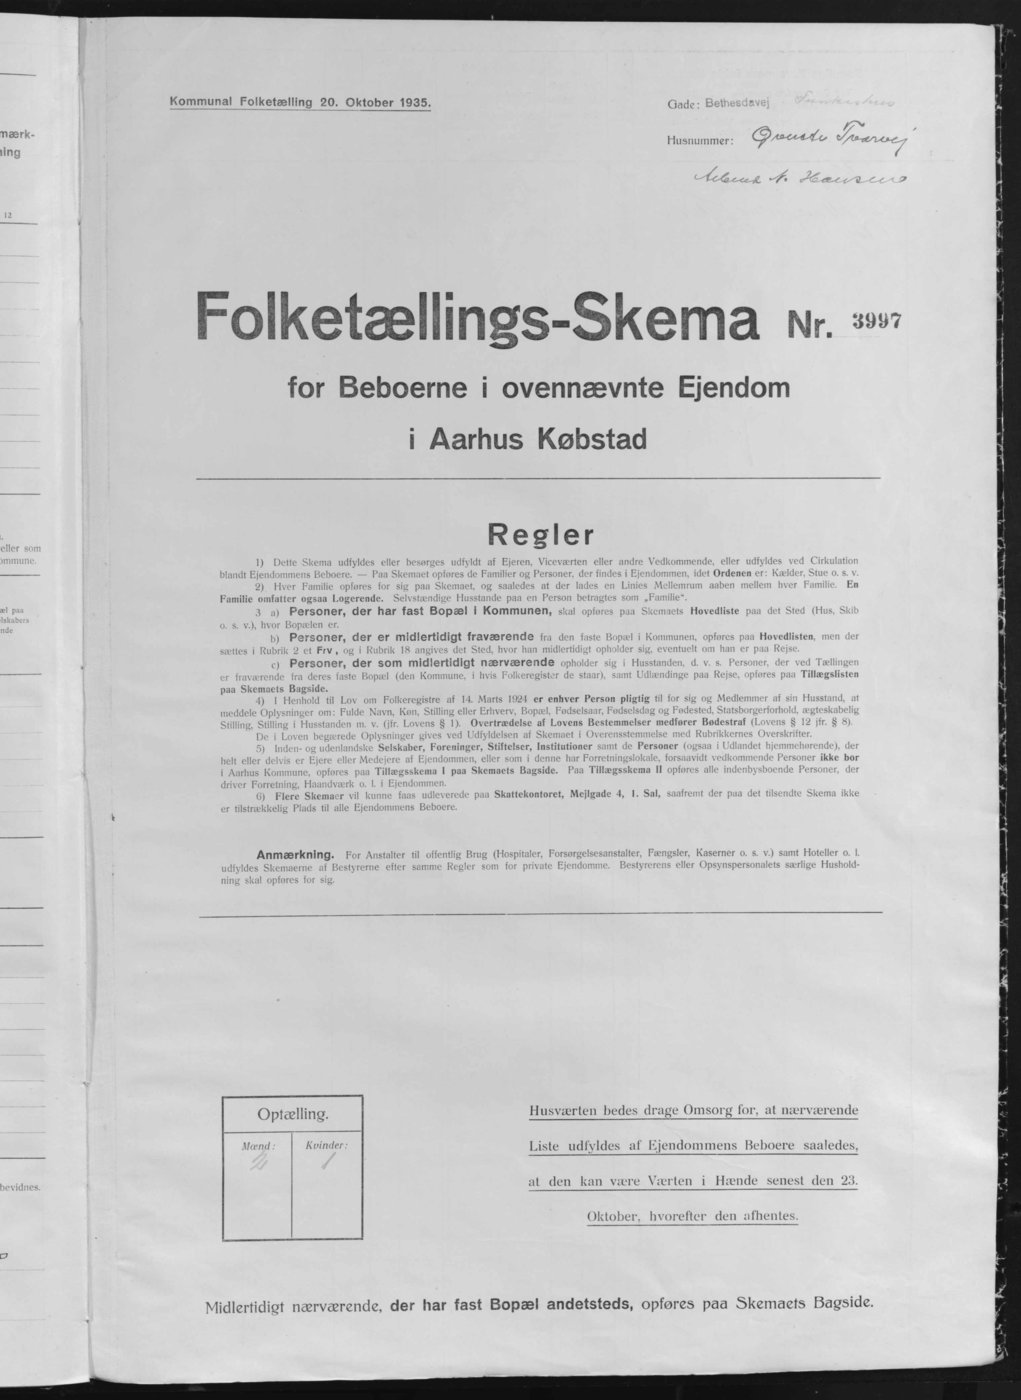 Kommunal Folketælling 20. Oktober 1935.
Gade: Bethesdavej
Husnummer: Øverste Tværvej
N. Hansens
Folketællings-Skema Nr. 3997
for Beboerne i ovennævnte Ejendom
i Aarhus Købstad
Regler
1) Dette Skema udfyldes eller besørges udfyldt af Ejeren, Viceværten eller andre Vedkommende, eller udfyldes ved Cirkulation
blandt Ejendommens Beboere. — Paa Skemaet opføres de Familier og Personer, der findes i Ejendommen, idet Ordenen er: Kælder, Stue o. s. v.
2) Hver Familie opføres for sig paa Skemaet, og saaledes at der lades en Linies Mellemrum aaben mellem hver Familie. En
Familie omfatter ogsaa Logerende. Selvstændige Husstande paa en Person betragtes som „Familie“.
3 a) Personer, der har fast Bopæl i Kommunen, skal opføres paa Skemaets Hovedliste paa det Sted (Hus, Skib
o. s. v.), hvor Bopælen er.
b) Personer, der er midlertidigt fraværende fra den faste Bopæl i Kommunen, opføres paa Hovedlisten, men der
sættes i Rubrik 2 et Frv, og i Rubrik 18 angives det Sted, hvor han midlertidigt opholder sig, eventuelt om han er paa Rejse.
c) Personer, der som midlertidigt nærværende opholder sig i Husstanden, d. v. s. Personer, der ved Tællingen
er fraværende fra deres faste Bopæl (den Kommune, i hvis Folkeregister de staar), samt Udlændinge paa Rejse, opføres paa Tillægslisten
paa Skemaets Bagside.
4) I Henhold til Lov om Folkeregistre af 14. Marts 1924 er enhver Person pligtig til for sig og Medlemmer af sin Husstand, at
meddele Oplysninger om: Fulde Navn, Køn, Stilling eller Erhverv, Bopæl, Fødselsaar, Fødselsdag og Fødested, Statsborgerforhold, ægteskabelig
Stilling, Stilling i Husstanden m. v. (jfr. Lovens § 1). Overtrædelse af Lovens Bestemmelser medfører Bødestraf (Lovens § 12 jfr. § 8).
De i Loven begærede Oplysninger gives ved Udfyldelsen af Skemaet i Overensstemmelse med Rubrikkernes Overskrifter.
5) Inden- og udenlandske Selskaber, Foreninger, Stiftelser, Institutioner samt de Personer (ogsaa i Udlandet hjemmehørende), der
helt eller delvis er Ejere eller Medejere af Ejendommen, eller som i denne har Forretningslokale, forsaavidt vedkommende Personer ikke bor
i Aarhus Kommune, opføres paa Tillægsskema I paa Skemaets Bagside. Paa Tillægsskema II opføres alle indenbysboende Personer, der
driver Forretning, Haandværk o. l. i Ejendommen.
6) Flere Skemaer vil kunne faas udleverede paa Skattekontoret, Mejlgade 4, 1. Sal, saafremt der paa det tilsendte Skema ikke
er tilstrækkelig Plads til alle Ejendommens Beboere.
Anmærkning. For Anstalter til offentlig Brug (Hospitaler, Forsørgelsesanstalter, Fængsler, Kaserner o. s. v.) samt Hoteller o. l.
udfyldes Skemaerne af Bestyrerne efter samme Regler som for private Ejendomme. Bestyrerens eller Opsynspersonalets særlige Hushold-
ning skal opføres for sig.
Optælling.
Mænd: Kvinder:
2 1
Husværten bedes drage Omsorg for, at nærværende
Liste udfyldes af Ejendommens Beboere saaledes,
at den kan være Værten i Hænde senest den 23.
Oktober, hvorefter den afhentes.
Midlertidigt nærværende, der har fast Bopæl andetsteds, opføres paa Skemaets Bagside.